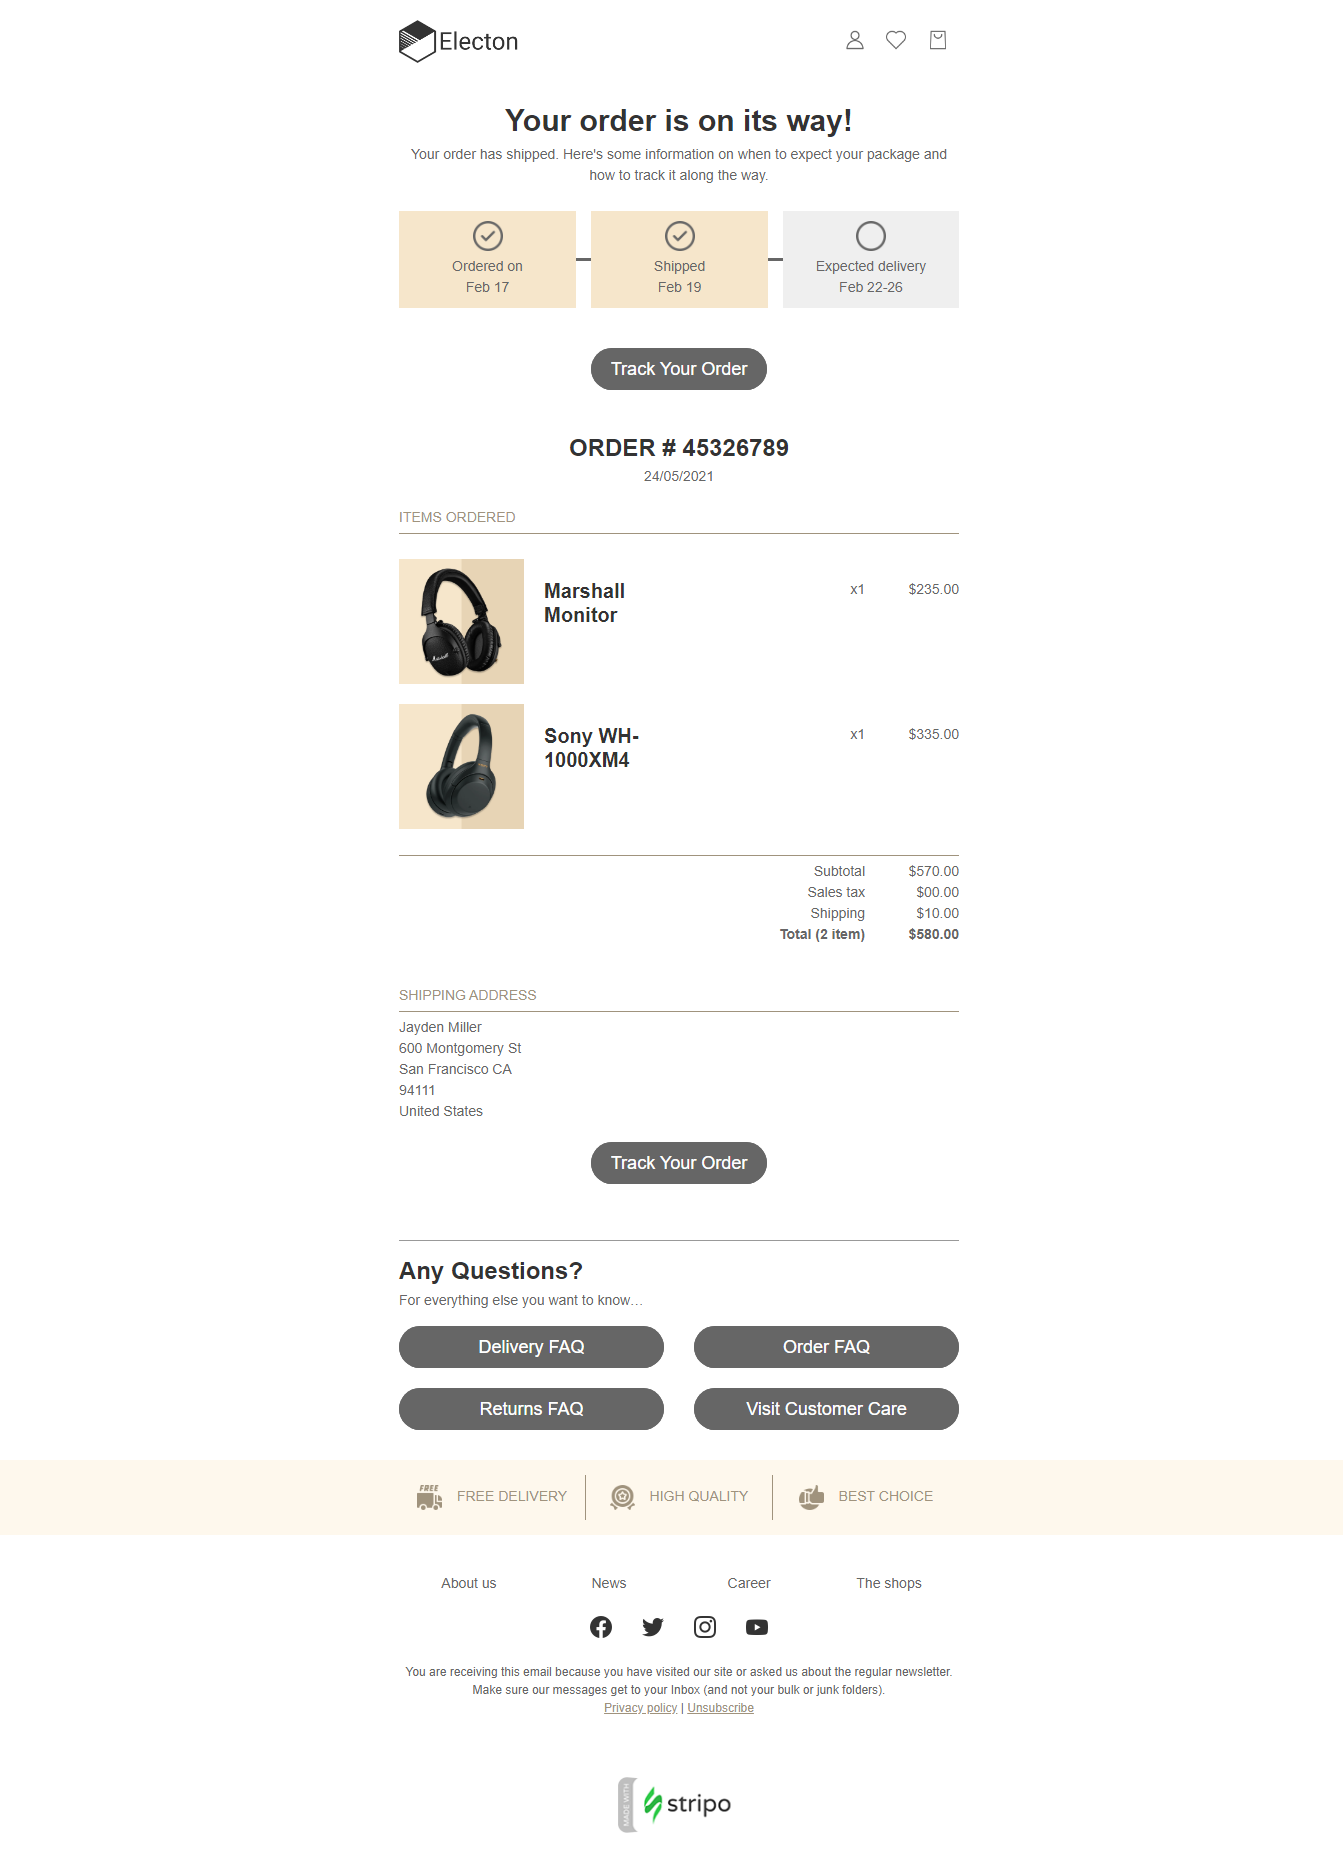 Electon
Your order is on its way!
Your order has shipped. Here's some information on when to expect your package and
how to track it along the way.
Ordered on
Feb 17
Shipped
Feb 19
Expected delivery
Feb 22-26
Track Your Order
ORDER # 45326789
24/05/2021
ITEMS ORDERED
Marshall
Marshall
Monitor
x1
$235.00
Sony WH-
1000XM4
x1
$335.00
Subtotal $570.00
Sales tax $00.00
Shipping $10.00
Total (2 item) $580.00
SHIPPING ADDRESS
Jayden Miller
600 Montgomery St
San Francisco CA
94111
United States
Track Your Order
Any Questions?
For everything else you want to know…
Delivery FAQ
Order FAQ
Returns FAQ
Visit Customer Care
FREE
FREE DELIVERY
HIGH QUALITY
BEST CHOICE
About us
News
Career
The shops
You are receiving this email because you have visited our site or asked us about the regular newsletter.
Make sure our messages get to your Inbox (and not your bulk or junk folders).
Privacy policy | Unsubscribe
MADE WITH
stripo